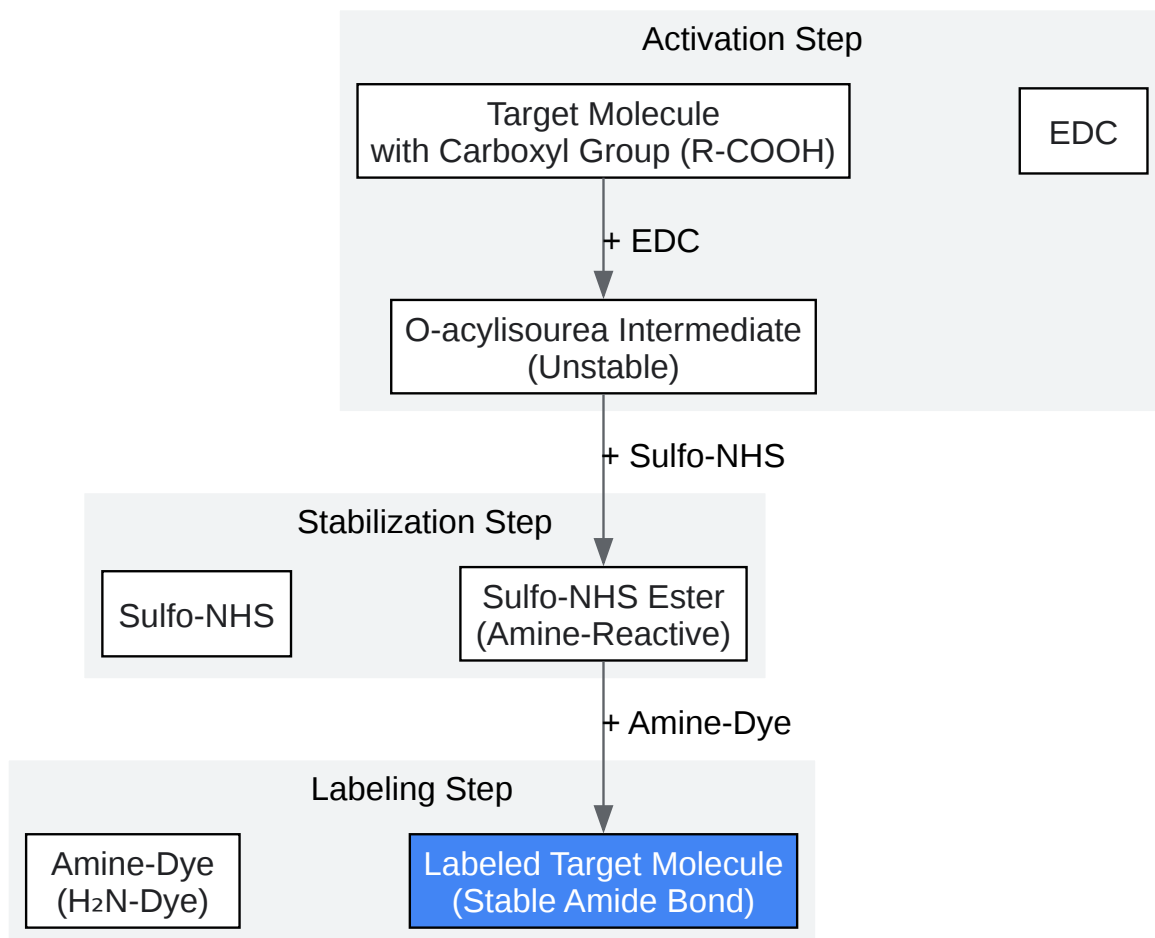 Activation Step
Target Molecule
with Carboxyl Group (R-COOH)
EDC
+ EDC
O-acylisourea Intermediate
(Unstable)
+ Sulfo-NHS
Stabilization Step
Sulfo-NHS
Sulfo-NHS Ester
(Amine-Reactive)
+ Amine-Dye
Labeling Step
Amine-Dye
(H₂N-Dye)
Labeled Target Molecule
(Stable Amide Bond)